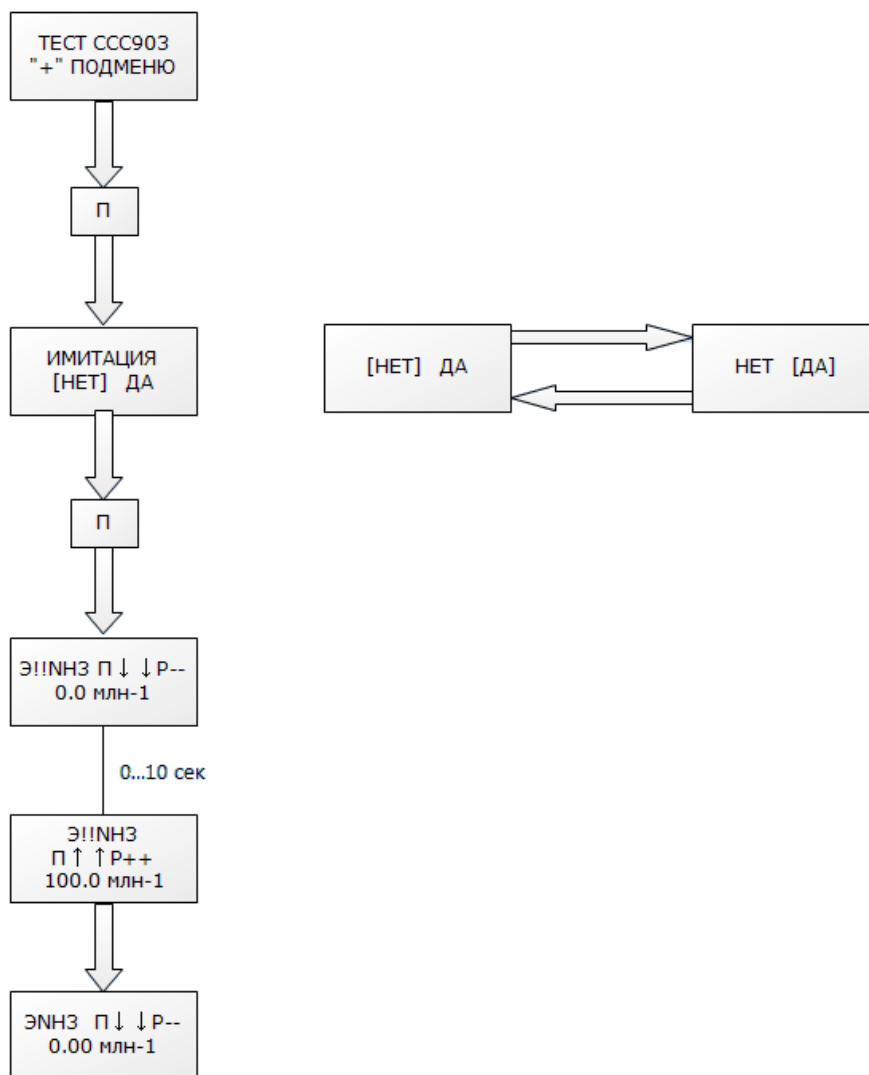 ТЕСТ ССС903
"+" ПОДМЕНЮ
П
ИМИТАЦИЯ
[НЕТ] ДА
[НЕТ] ДА
НЕТ [ДА]
П
Э!!NH3 П↓ ↓Р--
0.0 млн-1
0...10 сек
Э!!NH3
П↑ ↑Р++
100.0 млн-1
ЭNH3 П↓ ↓Р--
0.00 млн-1